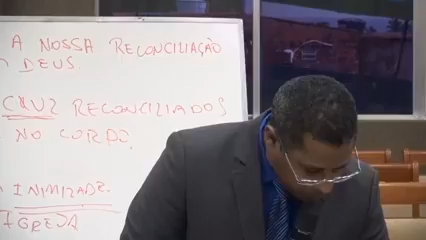 A NOSSA RECONCILIAÇÃO
DEUS.
CRUZ RECONCILIADOS
NO CORPO.
INIMIZADE.
IGREJA